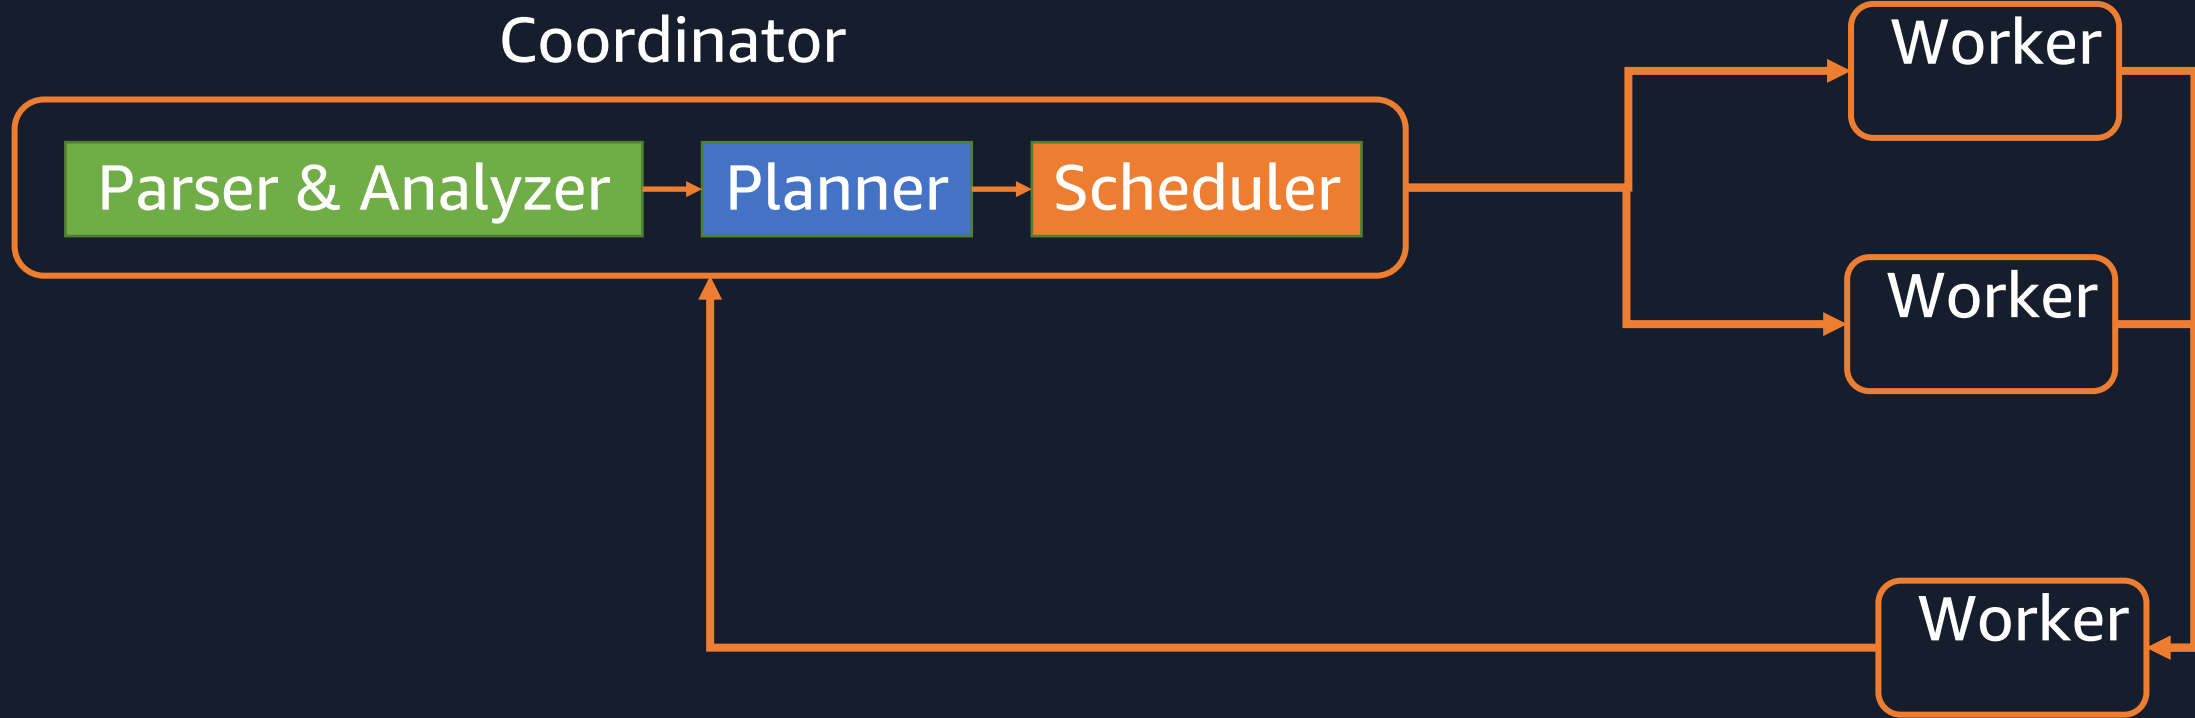 Coordinator
Worker
Parser & Analyzer
Planner
Scheduler
Worker
Worker